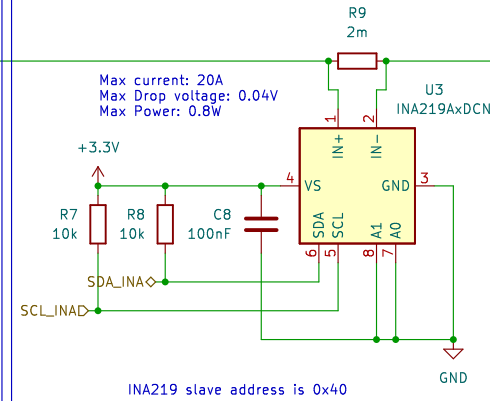 R9
2m
Max current: 20A
Max Drop voltage: 0.04V
Max Power: 0.8W
U3
INA219AxDCN
1
2
IN+
IN-
+3.3V
4
VS
GND
3
R7
10k
R8
10k
C8
100nF
SDA
SCL
A1
A0
6
5
8
7
SDA_INA
SCL_INA
GND
INA219 slave address is 0x40